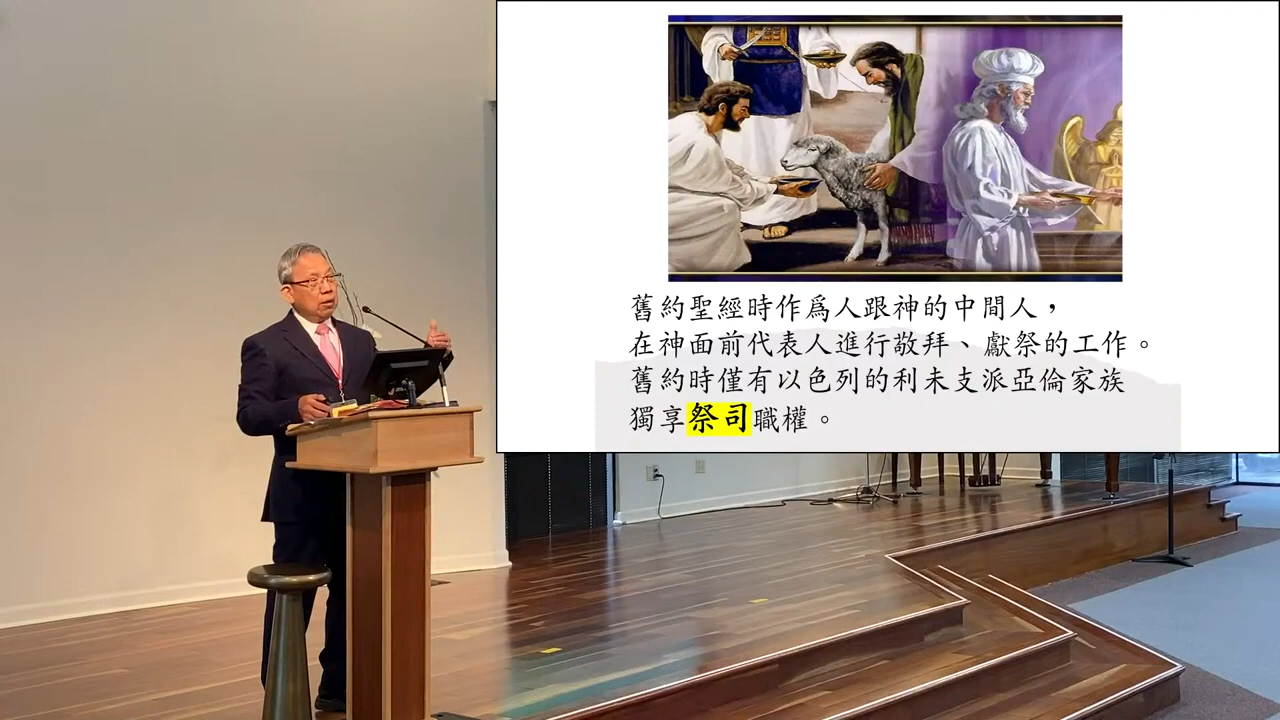 舊約聖經時作爲人跟神的中間人，
在神面前代表人進行敬拜、獻祭的工作。
舊約時僅有以色列的利未支派亞倫家族
獨享祭司職權。